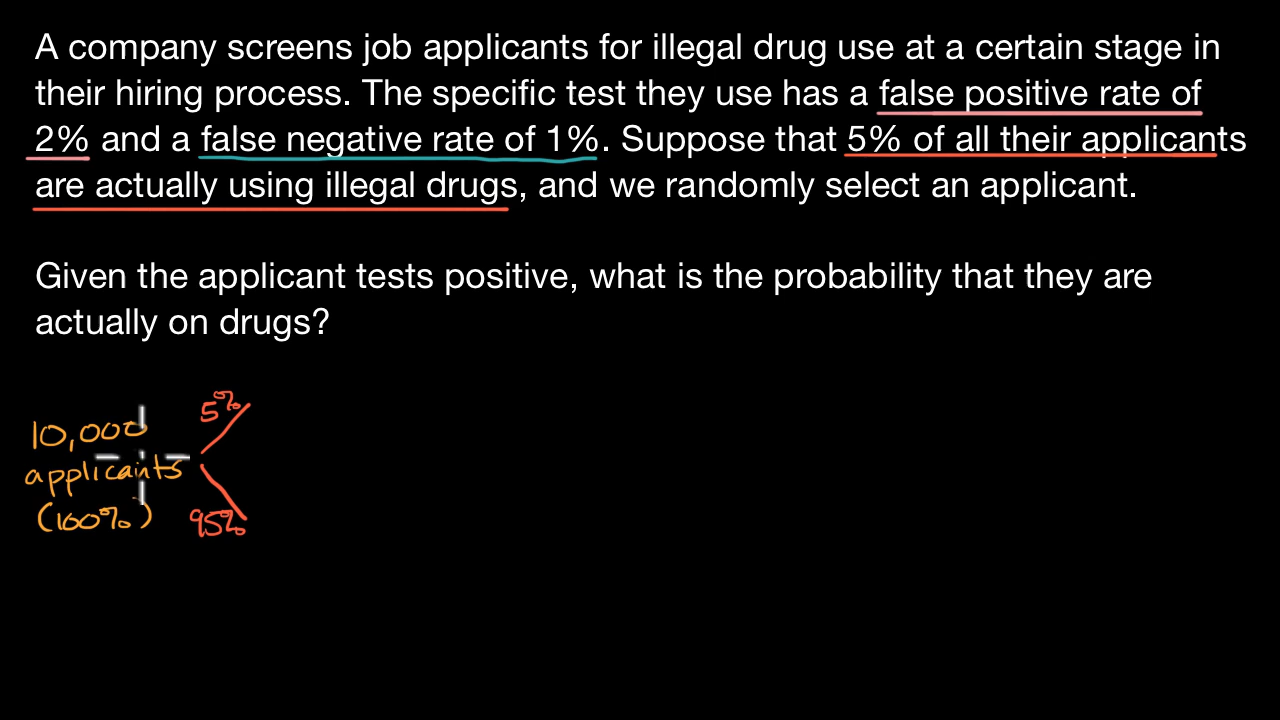 A company screens job applicants for illegal drug use at a certain stage in
their hiring process. The specific test they use has a false positive rate of
2% and a false negative rate of 1%. Suppose that 5% of all their applicants
are actually using illegal drugs, and we randomly select an applicant.
Given the applicant tests positive, what is the probability that they are
actually on drugs?
5%
10,000
applicants
(100%)
95%